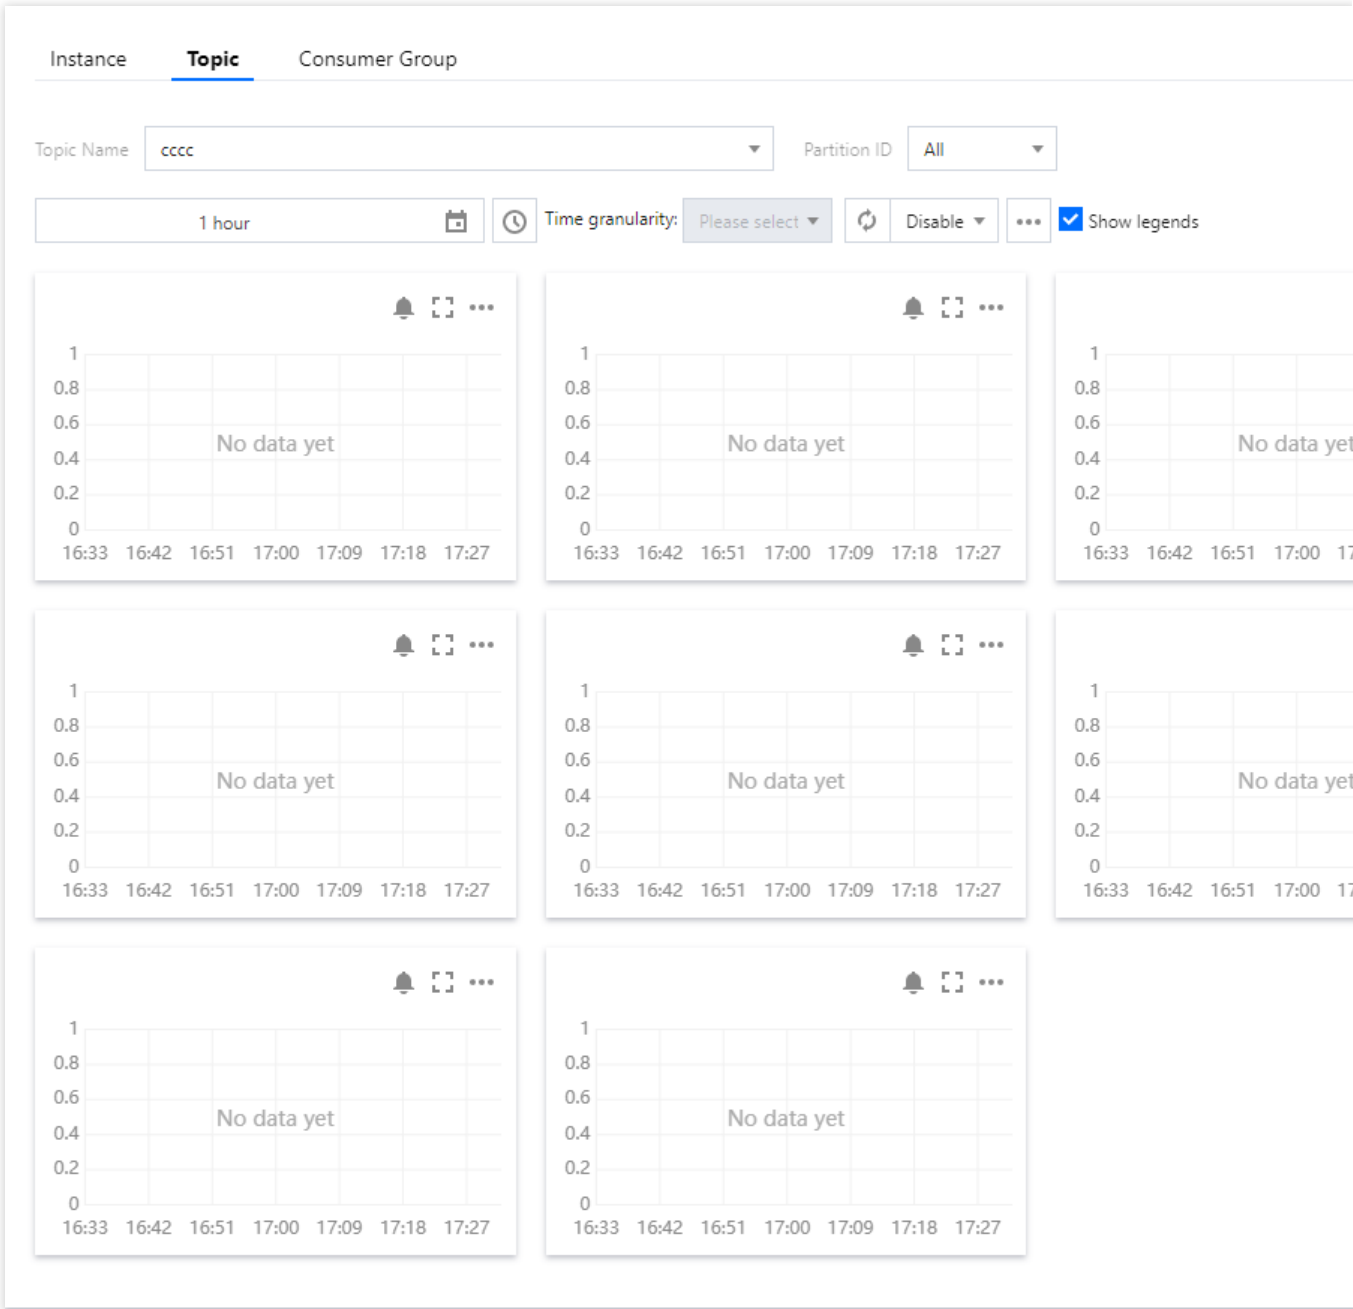 Instance Topic Consumer Group
Topic Name cccc Partition ID All
1 hour Time granularity: Please select Disable Show legends
1 1 1
0.8 0.8 0.8
0.6 0.6 0.6
No data yet No data yet No data yet
0.4 0.4 0.4
0.2 0.2 0.2
0 0 0
16:33 16:42 16:51 17:00 17:09 17:18 17:27 16:33 16:42 16:51 17:00 17:09 17:18 17:27 16:33 16:42 16:51 17:00 17
1 1 1
0.8 0.8 0.8
0.6 0.6 0.6
No data yet No data yet No data yet
0.4 0.4 0.4
0.2 0.2 0.2
0 0 0
16:33 16:42 16:51 17:00 17:09 17:18 17:27 16:33 16:42 16:51 17:00 17:09 17:18 17:27 16:33 16:42 16:51 17:00 17
1 1
0.8 0.8
0.6 0.6
No data yet No data yet
0.4 0.4
0.2 0.2
0 0
16:33 16:42 16:51 17:00 17:09 17:18 17:27 16:33 16:42 16:51 17:00 17:09 17:18 17:27